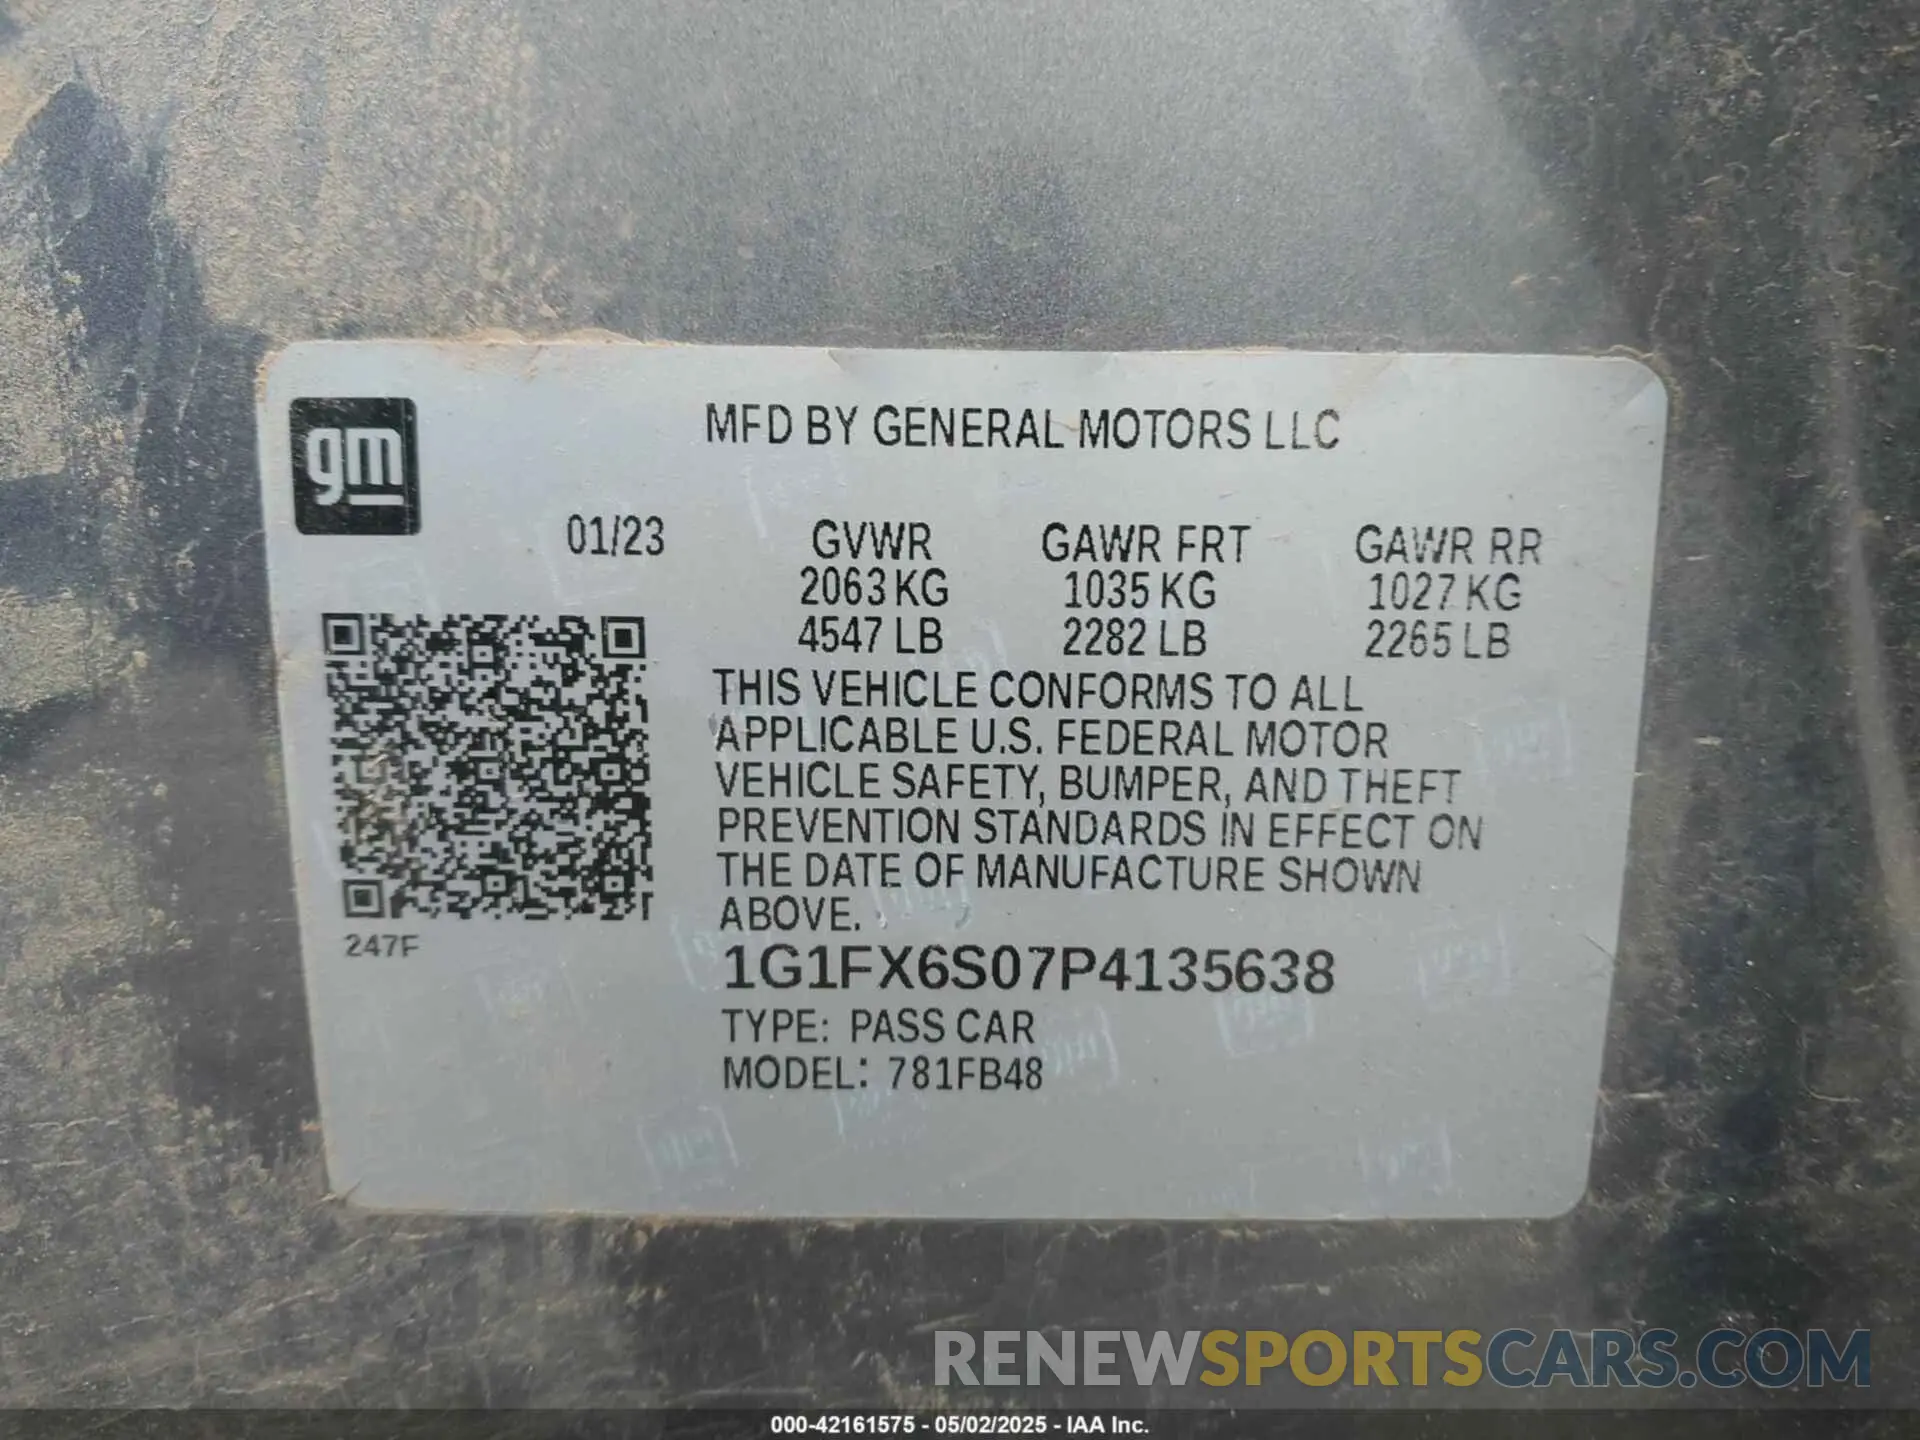 MFD BY GENERAL MOTORS LLC
gm
01/23 GVWR GAWR FRT GAWR RR
2063 KG 1035 KG 1027 KG
4547 LB 2282 LB 2265 LB
THIS VEHICLE CONFORMS TO ALL
APPLICABLE U.S. FEDERAL MOTOR
VEHICLE SAFETY, BUMPER, AND THEFT
PREVENTION STANDARDS IN EFFECT ON
THE DATE OF MANUFACTURE SHOWN
ABOVE.
247F
1G1FX6S07P4135638
TYPE: PASS CAR
MODEL: 781FB48
RENEWSPORTSCARS.COM
000-42161575 - 05/02/2025 - IAA Inc.